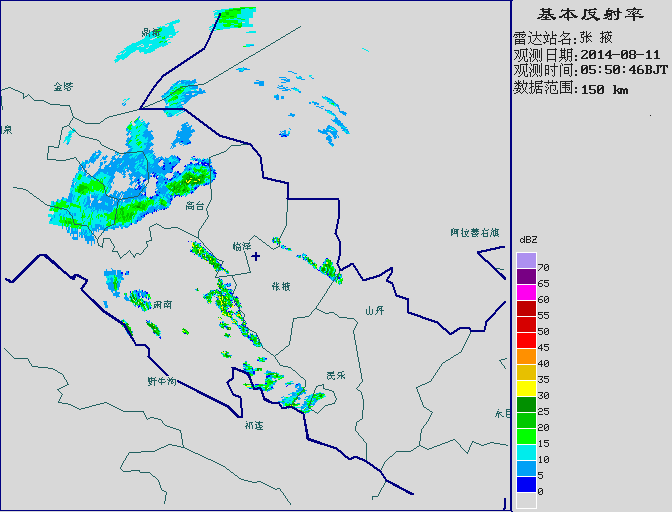 基本反射率
雷达站名:张 掖
观测日期:2014-08-11
观测时间:05:50:46BJT
数据范围:150 km
鼎新
金塔
泉
高台
临泽
阿拉善右旗
张掖
肃南
山丹
民乐
野牛沟
祁连
永昌
dBZ
70
65
60
55
50
45
40
35
30
25
20
15
10
5
0